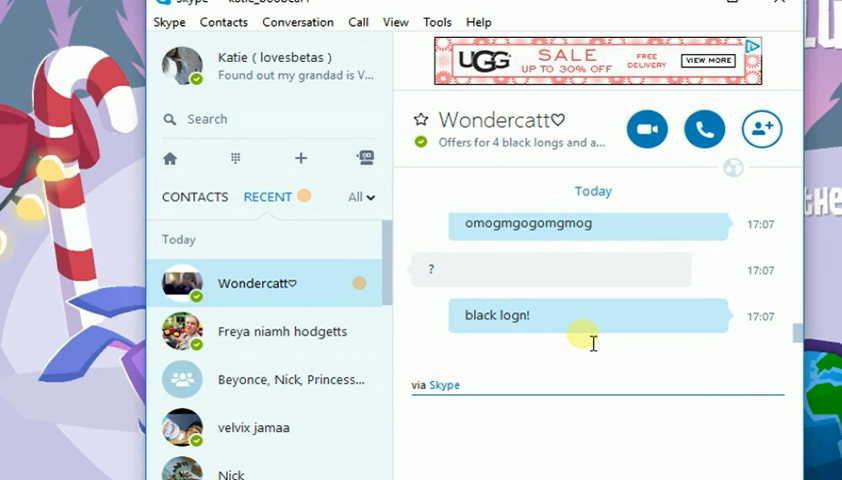 Skype
Contacts
Conversation
Call
View
Tools
Help
Katie ( lovesbetas )
Found out my grandad is V...
Search
CONTACTS
RECENT
All
Today
Wondercatt♡
Freya niamh hodgetts
Beyonce, Nick, Princess...
velvix jamaa
Nick
UGG
SALE
UP TO 30% OFF
FREE
DELIVERY
VIEW MORE
Wondercatt♡
Offers for 4 black longs and a...
Today
omogmgogomgmog
17:07
?
17:07
black logn!
17:07
via Skype
the